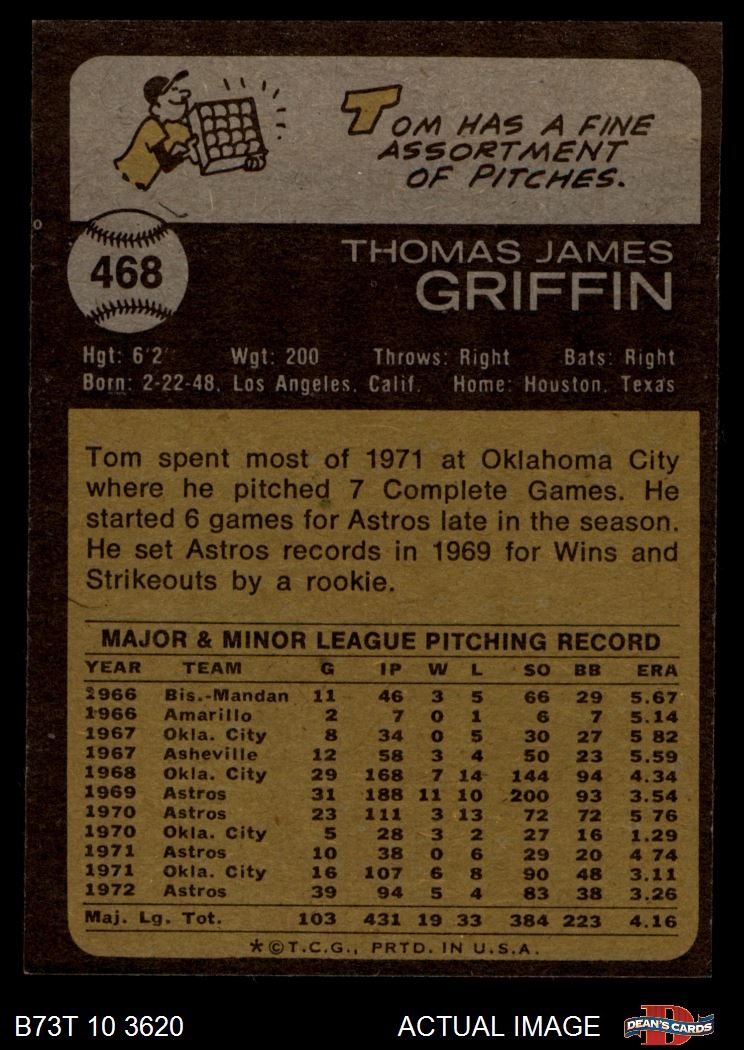 TOM HAS A FINE
ASSORTMENT
OF PITCHES.
468
THOMAS JAMES
GRIFFIN
Hgt: 6'2" Wgt: 200 Throws: Right Bats: Right
Born: 2-22-48, Los Angeles, Calif. Home: Houston, Texas
Tom spent most of 1971 at Oklahoma City
where he pitched 7 Complete Games. He
started 6 games for Astros late in the season.
He set Astros records in 1969 for Wins and
Strikeouts by a rookie.
MAJOR & MINOR LEAGUE PITCHING RECORD
YEAR TEAM G IP W L SO BB ERA
1966 Bis.-Mandan 11 46 3 5 66 29 5.67
1966 Amarillo 2 7 0 1 6 7 5.14
1967 Okla. City 8 34 0 5 30 27 5 82
1967 Asheville 12 58 3 4 50 23 5.59
1968 Okla. City 29 168 7 14 144 94 4.34
1969 Astros 31 188 11 10 200 93 3.54
1970 Astros 23 111 3 13 72 72 5 76
1970 Okla. City 5 28 3 2 27 16 1.29
1971 Astros 10 38 0 6 29 20 4 74
1971 Okla. City 16 107 6 8 90 48 3.11
1972 Astros 39 94 5 4 83 38 3.26
Maj. Lg. Tot. 103 431 19 33 384 223 4.16
*©T.C.G., PRTD. IN U.S.A.
B73T 10 3620 ACTUAL IMAGE D DEAN'S CARDS